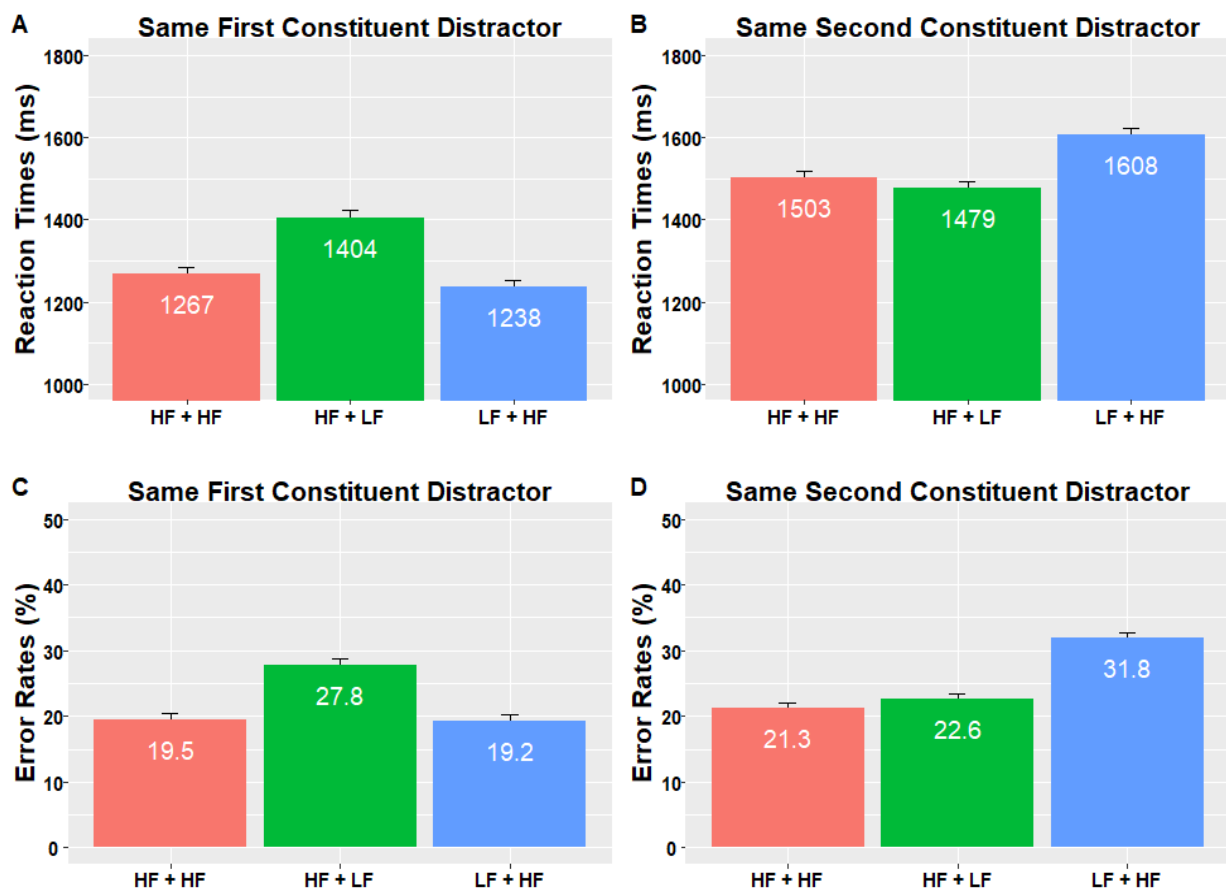 A
Same First Constituent Distractor
Reaction Times (ms)
1800
1600
1400
1200
1000
1267
1404
1238
HF + HF
HF + LF
LF + HF
B
Same Second Constituent Distractor
Reaction Times (ms)
1800
1600
1400
1200
1000
1503
1479
1608
HF + HF
HF + LF
LF + HF
C
Same First Constituent Distractor
Error Rates (%)
50
40
30
20
10
0
19.5
27.8
19.2
HF + HF
HF + LF
LF + HF
D
Same Second Constituent Distractor
Error Rates (%)
50
40
30
20
10
0
21.3
22.6
31.8
HF + HF
HF + LF
LF + HF